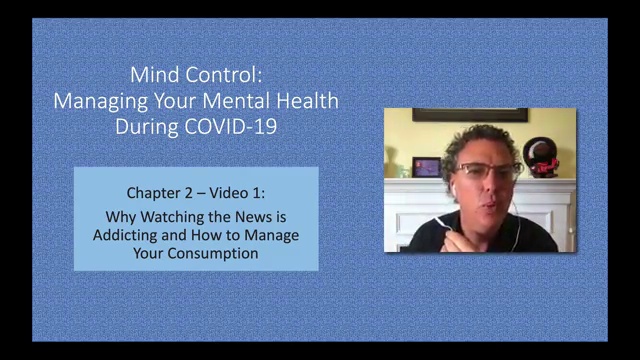 Mind Control:
Managing Your Mental Health
During COVID-19
Chapter 2 – Video 1:
Why Watching the News is
Addicting and How to Manage
Your Consumption